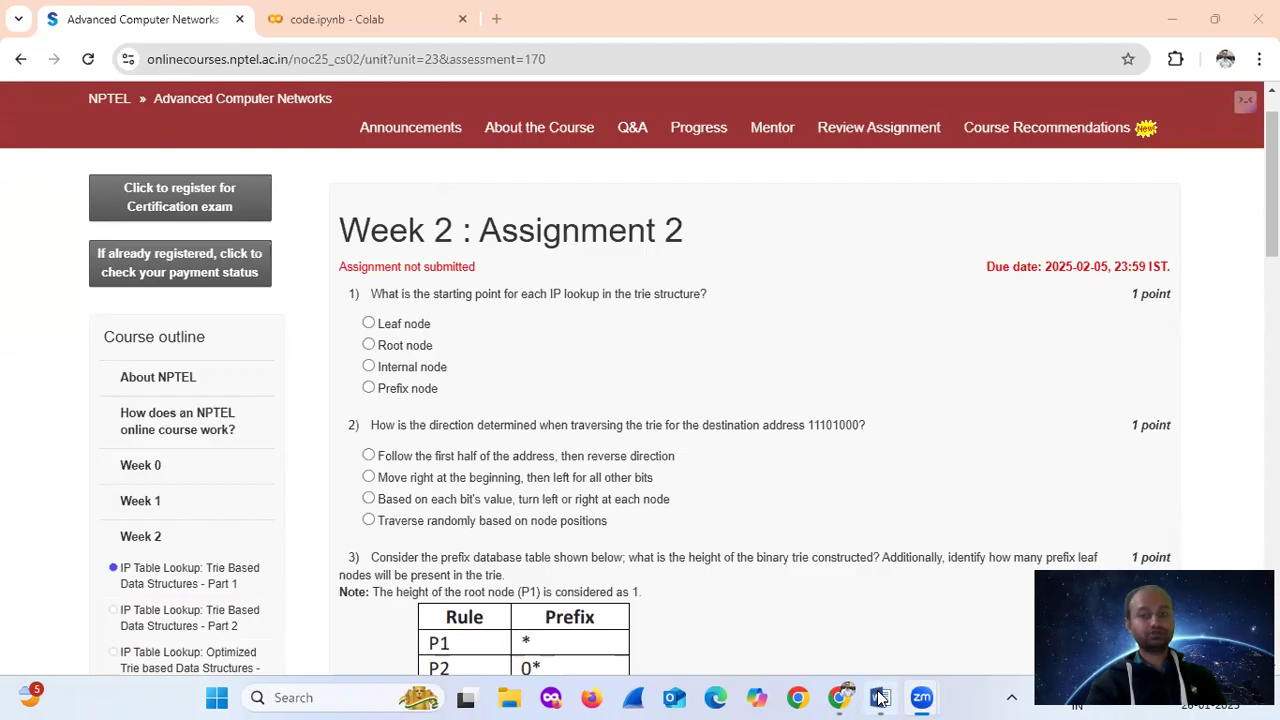 Advanced Computer Networks
code.ipynb - Colab
onlinecourses.nptel.ac.in/noc25_cs02/unit?unit=23&assessment=170
NPTEL » Advanced Computer Networks
Announcements About the Course Q&A Progress Mentor Review Assignment Course Recommendations New
Click to register for
Certification exam
If already registered, click to
check your payment status
Course outline
About NPTEL
How does an NPTEL
online course work?
Week 0
Week 1
Week 2
IP Table Lookup: Trie Based
Data Structures - Part 1
IP Table Lookup: Trie Based
Data Structures - Part 2
IP Table Lookup: Optimized
Trie based Data Structures -
Week 2 : Assignment 2
Assignment not submitted Due date: 2025-02-05, 23:59 IST.
1) What is the starting point for each IP lookup in the trie structure? 1 point
Leaf node
Root node
Internal node
Prefix node
2) How is the direction determined when traversing the trie for the destination address 11101000? 1 point
Follow the first half of the address, then reverse direction
Move right at the beginning, then left for all other bits
Based on each bit's value, turn left or right at each node
Traverse randomly based on node positions
3) Consider the prefix database table shown below; what is the height of the binary trie constructed? Additionally, identify how many prefix leaf 1 point
nodes will be present in the trie.
Note: The height of the root node (P1) is considered as 1.
Rule Prefix
P1 *
P2 0*
5 Search zm IN